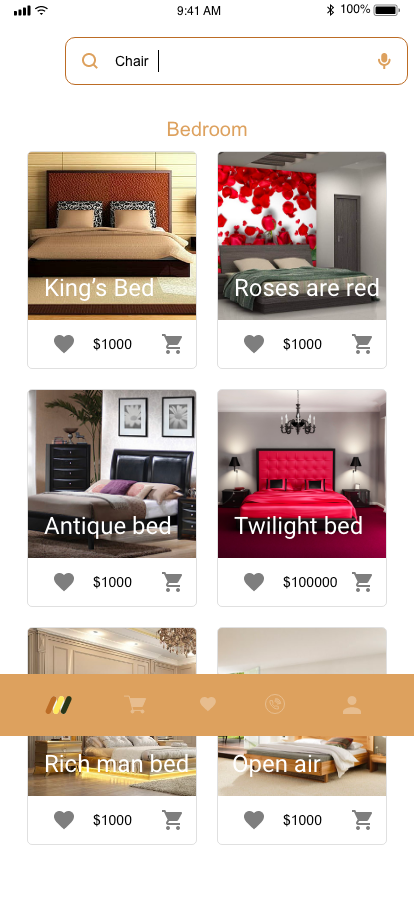 9:41 AM
100%
Chair
Bedroom
King’s Bed
Roses are red
$1000
$1000
Antique bed
Twilight bed
$1000
$100000
Rich man bed
Open air
$1000
$1000